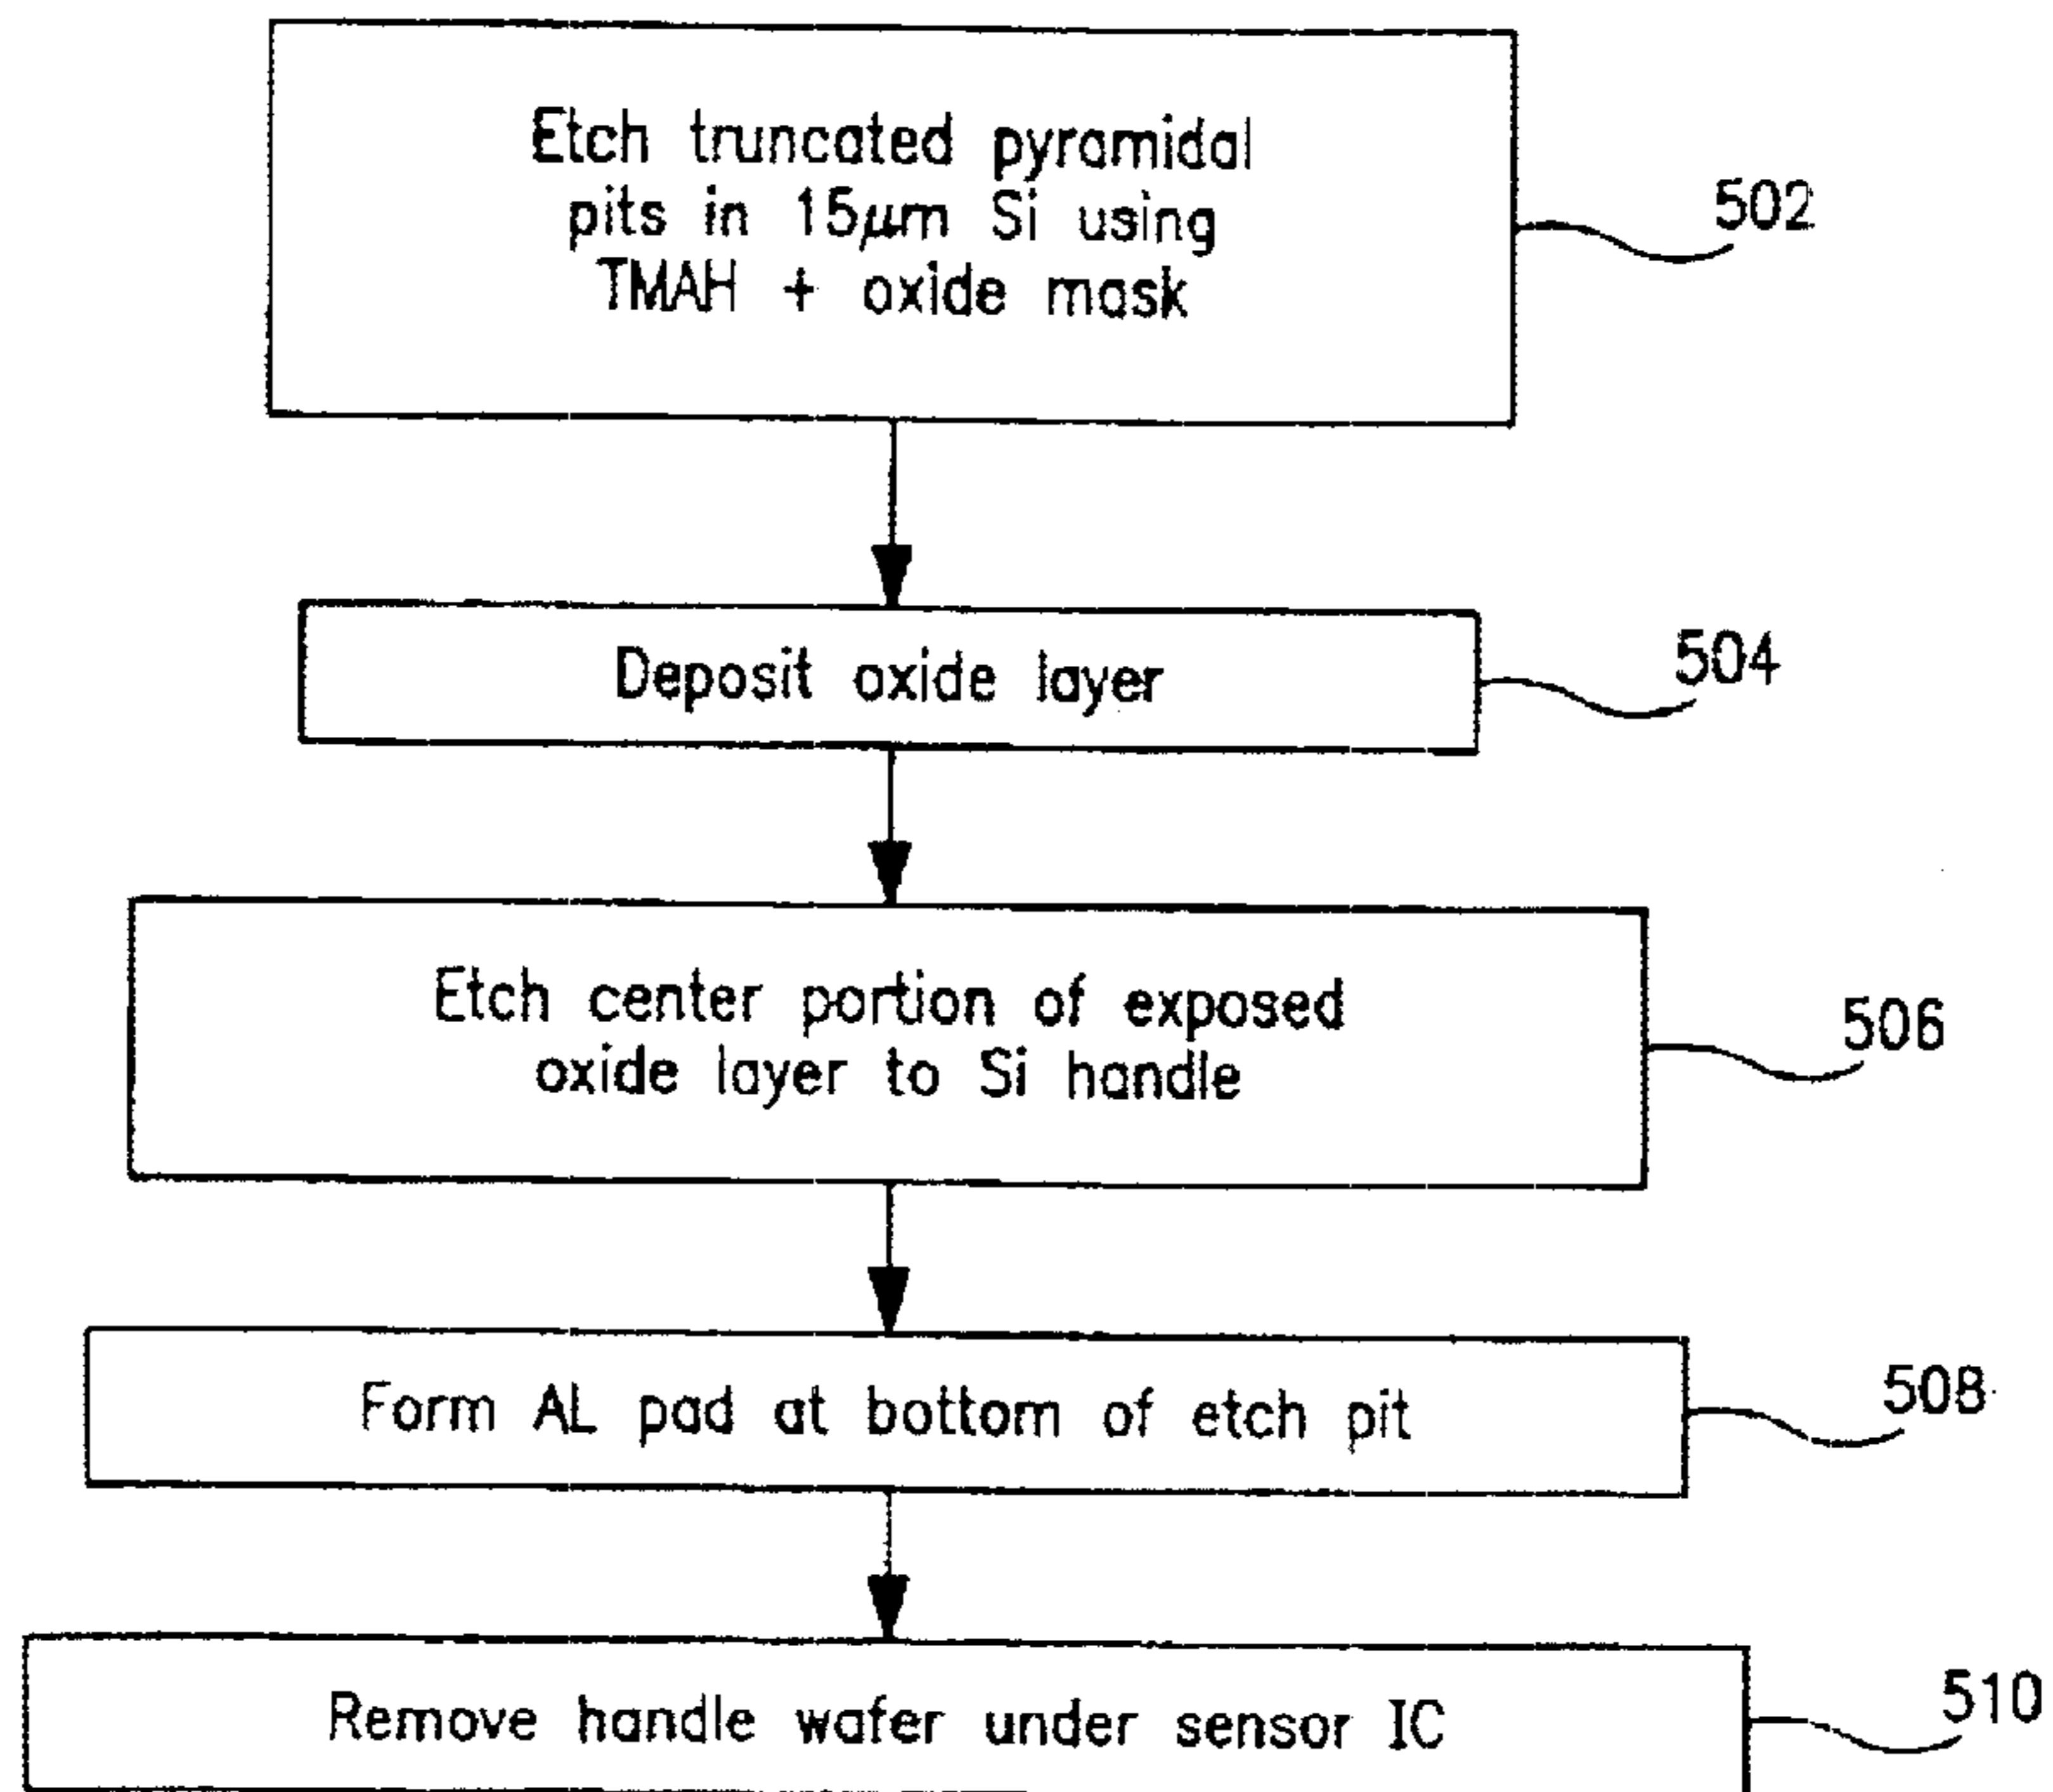 Etch truncated pyramidal
pits in 15μm Si using
TMAH + oxide mask
502
Deposit oxide layer
504
Etch center portion of exposed
oxide layer to Si handle
506
Form AL pad at bottom of etch pit
508
Remove handle wafer under sensor IC
510